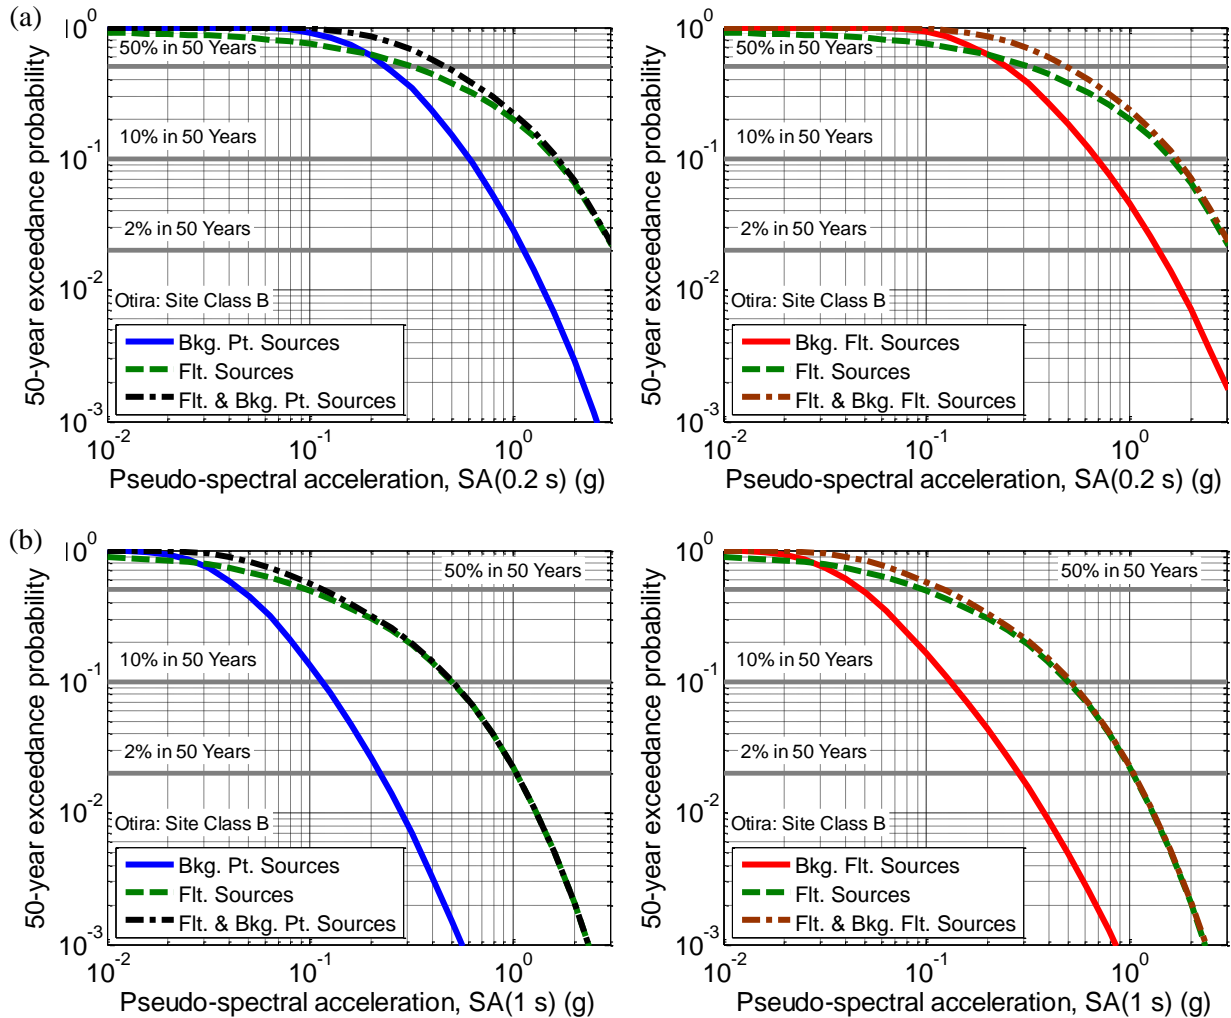 (a)
50-year exceedance probability
10^0
10^-1
10^-2
10^-3
50% in 50 Years
10% in 50 Years
2% in 50 Years
Otira: Site Class B
Bkg. Pt. Sources
Flt. Sources
Flt. & Bkg. Pt. Sources
10^-2
10^-1
10^0
Pseudo-spectral acceleration, SA(0.2 s) (g)
50-year exceedance probability
10^0
10^-1
10^-2
10^-3
50% in 50 Years
10% in 50 Years
2% in 50 Years
Otira: Site Class B
Bkg. Flt. Sources
Flt. Sources
Flt. & Bkg. Flt. Sources
10^-2
10^-1
10^0
Pseudo-spectral acceleration, SA(0.2 s) (g)
(b)
50-year exceedance probability
10^0
10^-1
10^-2
10^-3
50% in 50 Years
10% in 50 Years
2% in 50 Years
Otira: Site Class B
Bkg. Pt. Sources
Flt. Sources
Flt. & Bkg. Pt. Sources
10^-2
10^-1
10^0
Pseudo-spectral acceleration, SA(1 s) (g)
50-year exceedance probability
10^0
10^-1
10^-2
10^-3
50% in 50 Years
10% in 50 Years
2% in 50 Years
Otira: Site Class B
Bkg. Flt. Sources
Flt. Sources
Flt. & Bkg. Flt. Sources
10^-2
10^-1
10^0
Pseudo-spectral acceleration, SA(1 s) (g)